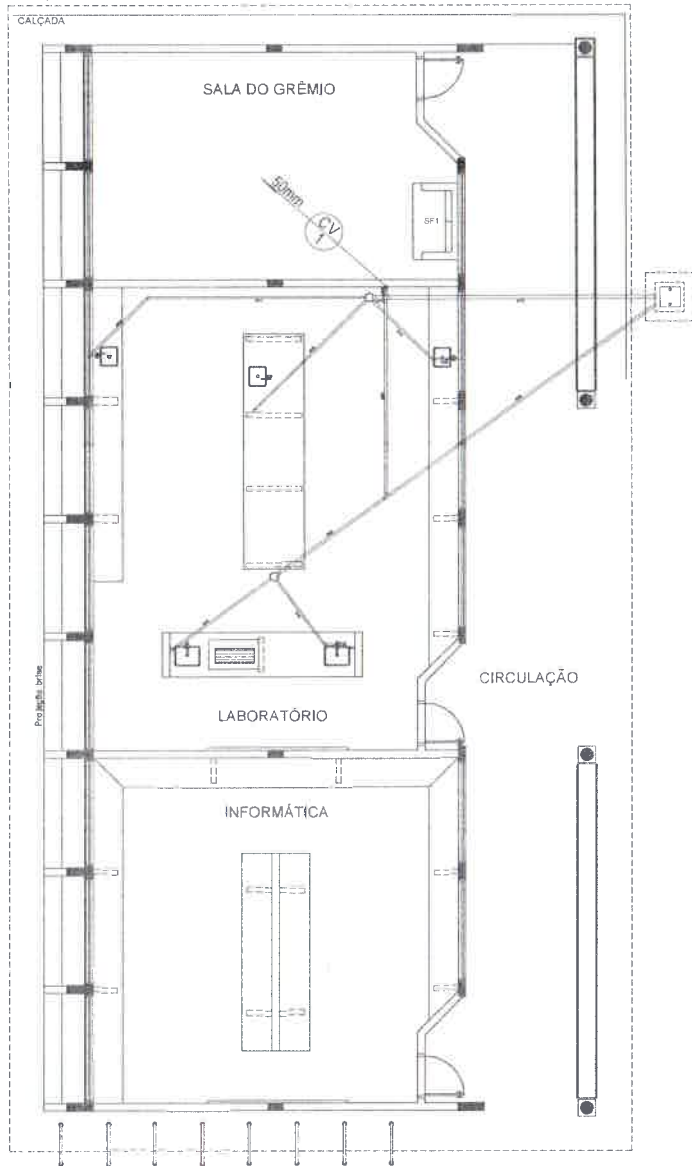 CALÇADA
SALA DO GRÊMIO
50mm
CV
1
SF1
Projeção brise
CIRCULAÇÃO
LABORATÓRIO
INFORMÁTICA